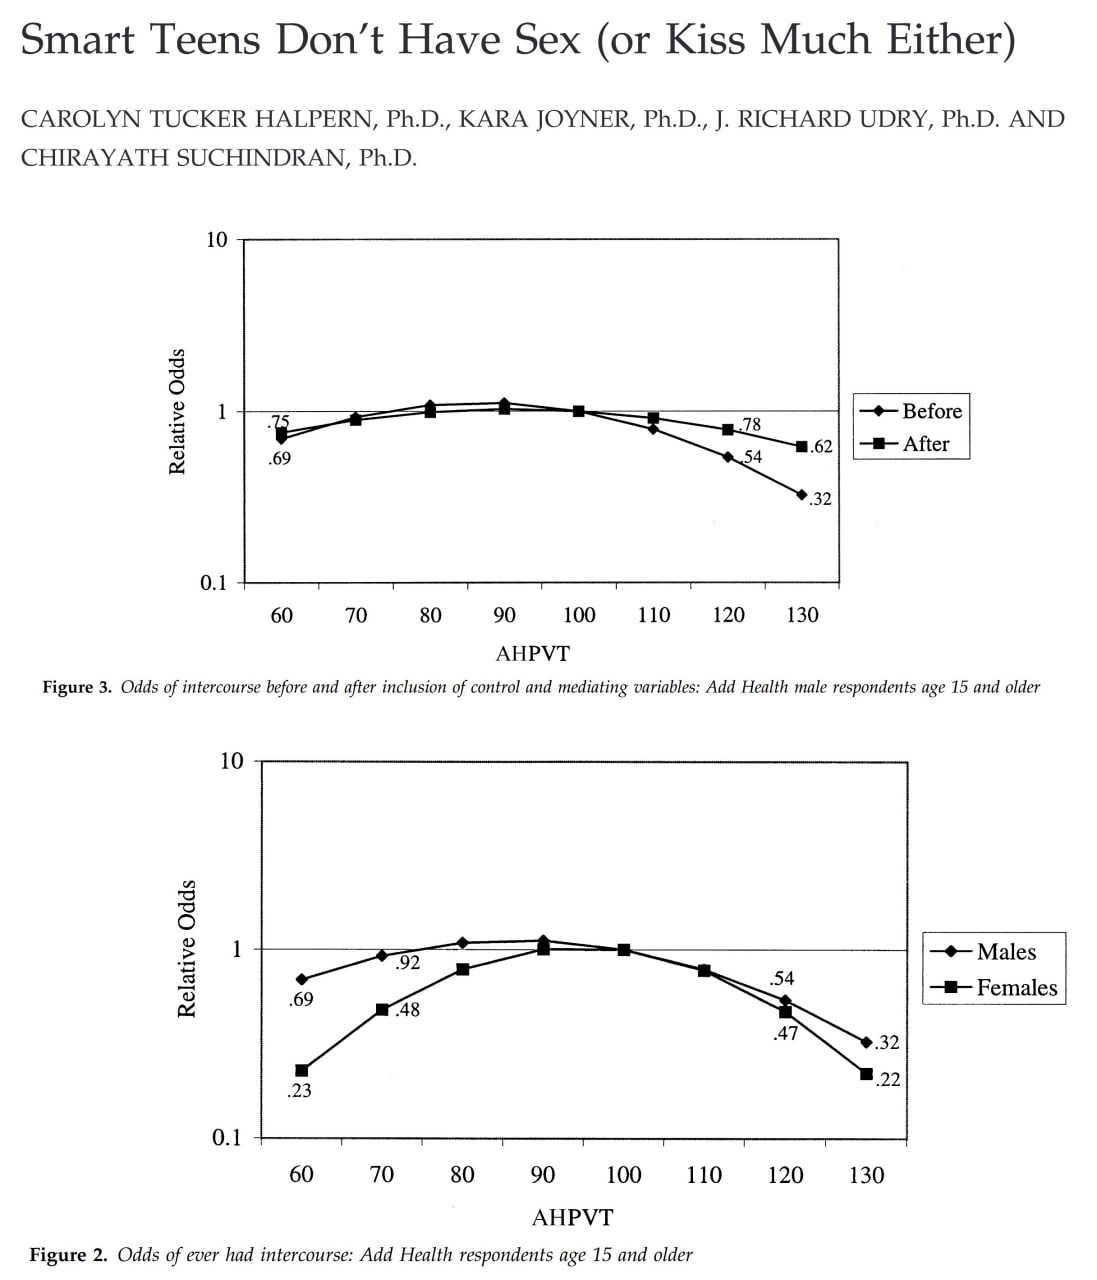 Smart Teens Don't Have Sex (or Kiss Much Either)
CAROLYN TUCKER HALPERN, Ph.D., KARA JOYNER, Ph.D., J. RICHARD UDRY, Ph.D. AND
CHIRAYATH SUCHINDRAN, Ph.D.
10
1
0.1
Relative Odds
.75
.69
.78
.54
.62
.32
Before
After
60 70 80 90 100 110 120 130
AHPVT
Figure 3. Odds of intercourse before and after inclusion of control and mediating variables: Add Health male respondents age 15 and older
10
1
0.1
Relative Odds
.69
.92
.48
.23
.54
.47
.32
.22
Males
Females
60 70 80 90 100 110 120 130
AHPVT
Figure 2. Odds of ever had intercourse: Add Health respondents age 15 and older